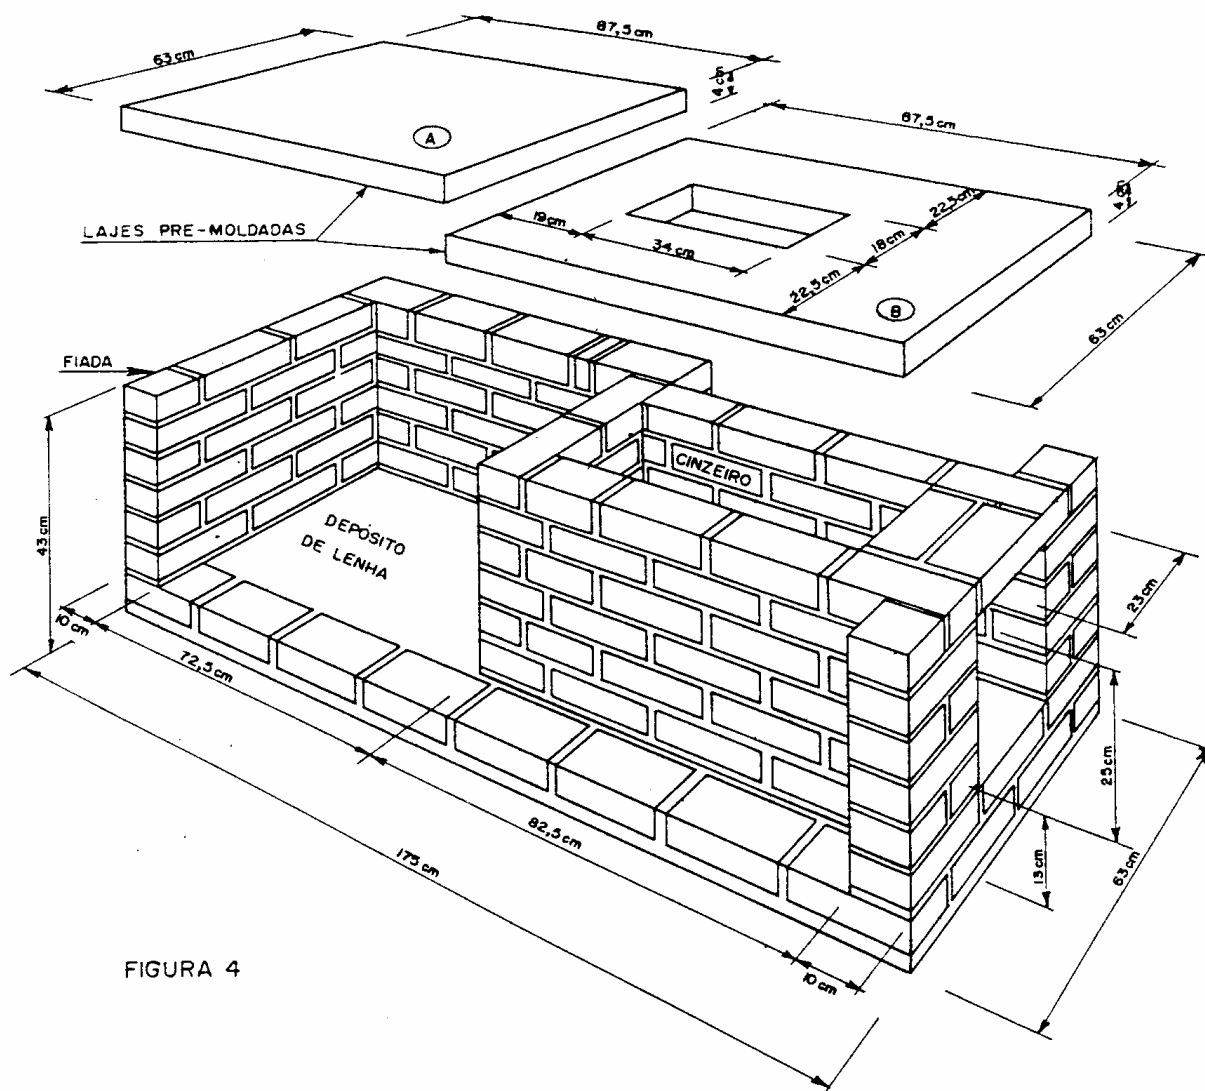 63 cm
87,5 cm
4 cm
A
87,5 cm
4 cm
LAJES PRE-MOLDADAS
19 cm
34 cm
22,5 cm
18 cm
22,5 cm
B
63 cm
FIADA
CINZEIRO
DEPÓSITO
DE LENHA
43 cm
10 cm
72,5 cm
82,5 cm
175 cm
10 cm
23 cm
25 cm
13 cm
63 cm
FIGURA 4